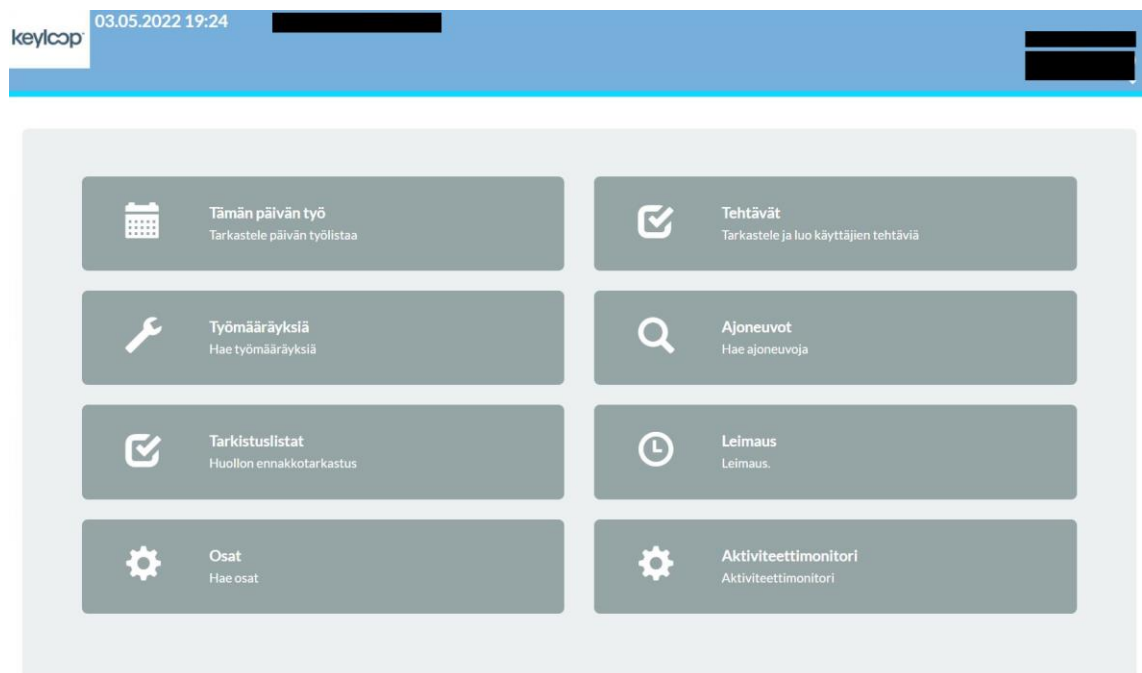 keyloop
03.05.2022 19:24
Tämän päivän työ
Tarkastele päivän työlistaa
Tehtävät
Tarkastele ja luo käyttäjien tehtäviä
Työmääräyksiä
Hae työmääräyksiä
Ajoneuvot
Hae ajoneuvoja
Tarkistuslistat
Huollon ennakkotarkastus
Leimaus
Leimaus.
Osat
Hae osat
Aktiviteettimonitori
Aktiviteettimonitori